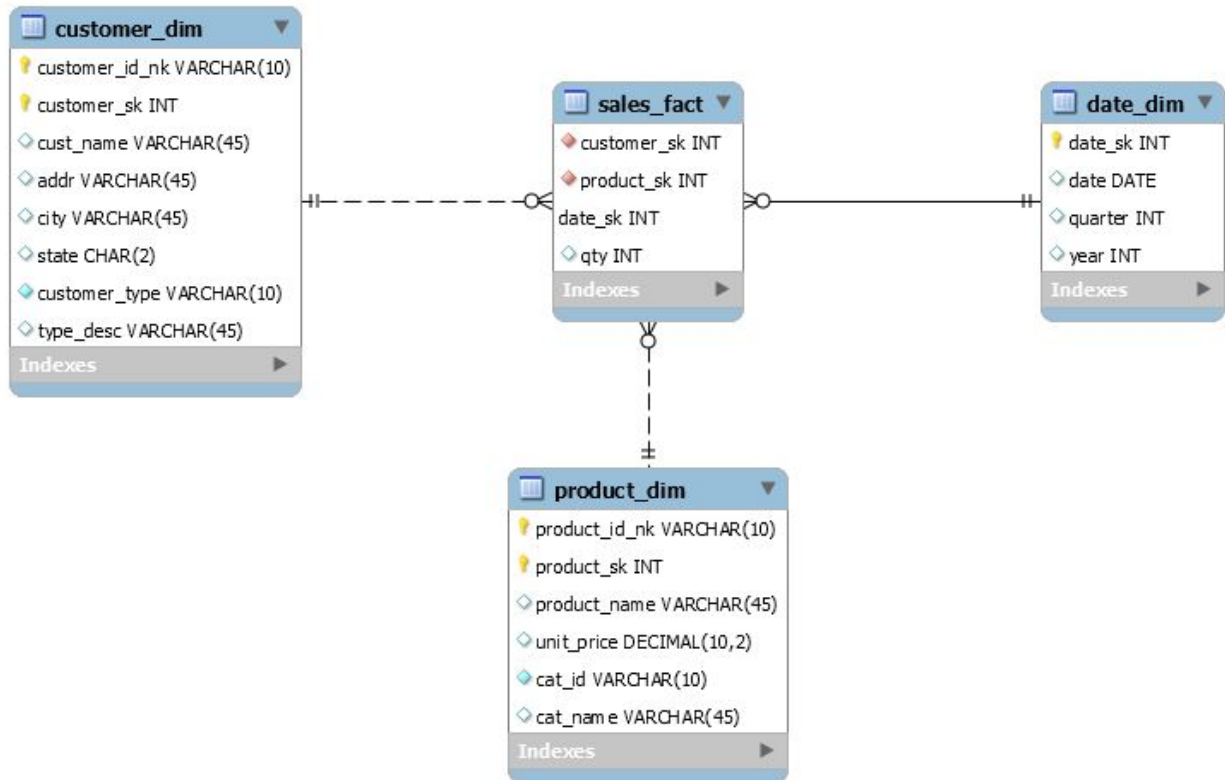 customer_dim
customer_id_nk VARCHAR(10)
customer_sk INT
cust_name VARCHAR(45)
addr VARCHAR(45)
city VARCHAR(45)
state CHAR(2)
customer_type VARCHAR(10)
type_desc VARCHAR(45)
Indexes
sales_fact
customer_sk INT
product_sk INT
date_sk INT
qty INT
Indexes
date_dim
date_sk INT
date DATE
quarter INT
year INT
Indexes
product_dim
product_id_nk VARCHAR(10)
product_sk INT
product_name VARCHAR(45)
unit_price DECIMAL(10,2)
cat_id VARCHAR(10)
cat_name VARCHAR(45)
Indexes